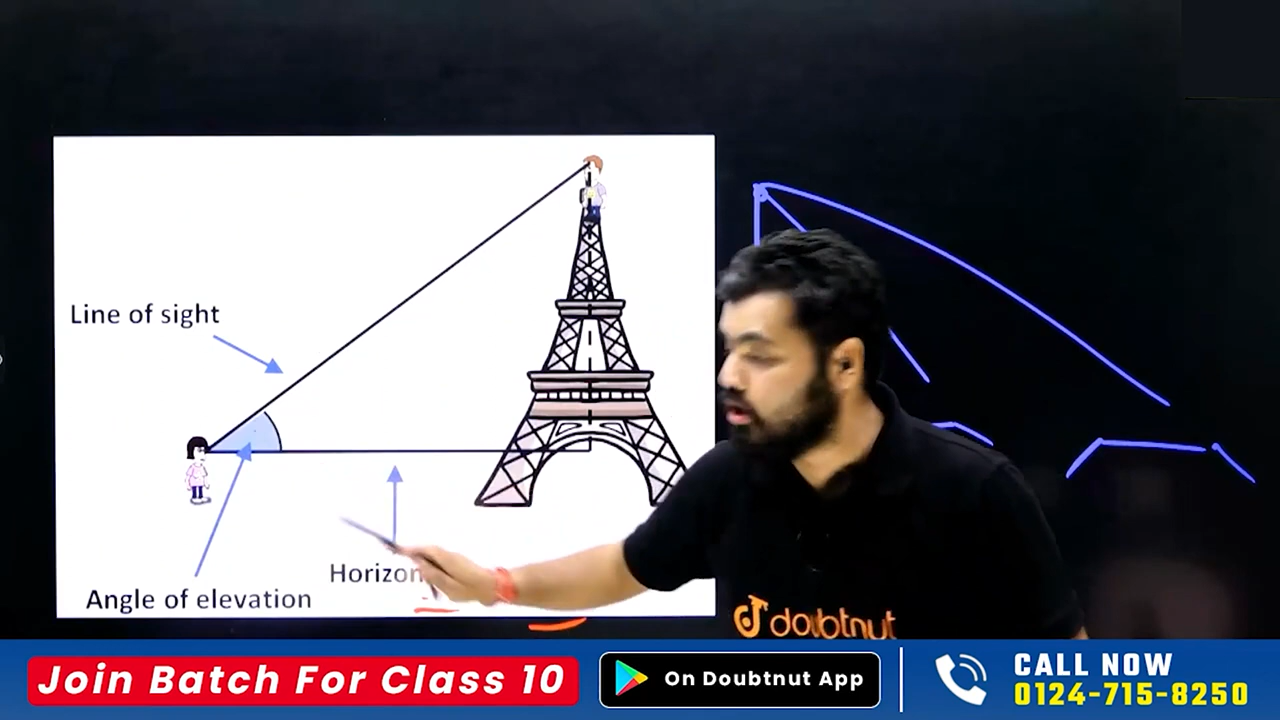 Line of sight
Angle of elevation
doubtnut
Join Batch For Class 10
On Doubtnut App
CALL NOW
0124-715-8250